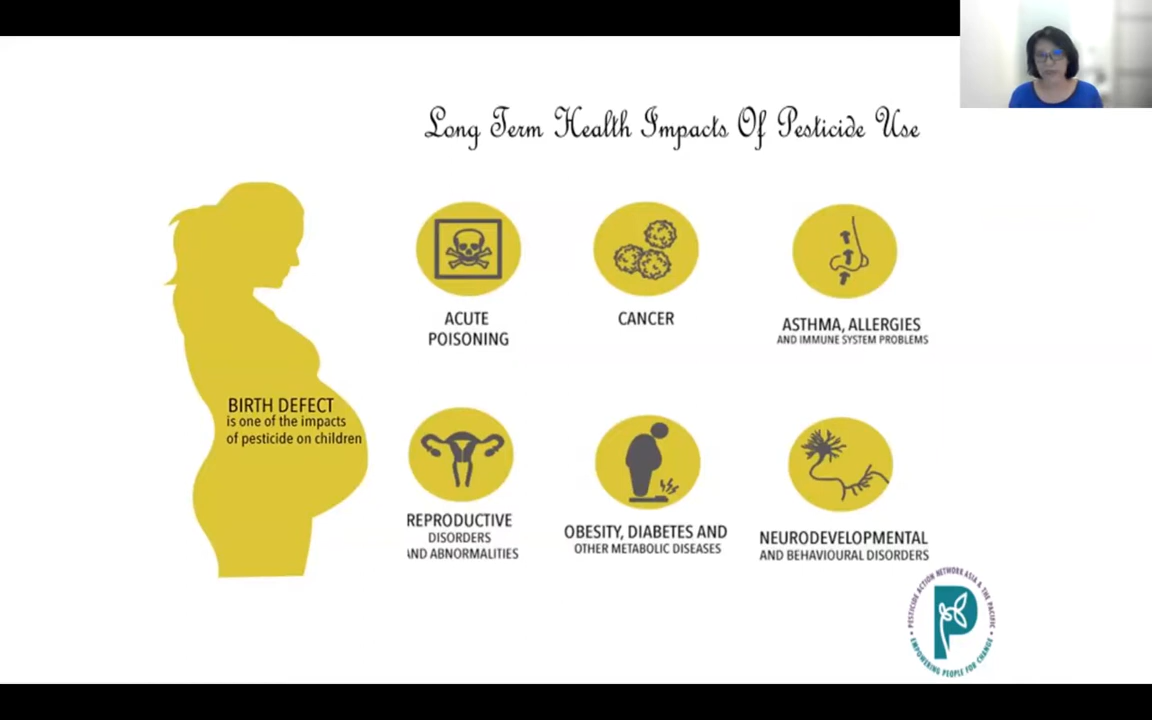 Long Term Health Impacts Of Pesticide Use
ACUTE
POISONING
CANCER
ASTHMA, ALLERGIES
AND IMMUNE SYSTEM PROBLEMS
BIRTH DEFECT
is one of the impacts
of pesticide on children
REPRODUCTIVE
DISORDERS
AND ABNORMALITIES
OBESITY, DIABETES AND
OTHER METABOLIC DISEASES
NEURODEVELOPMENTAL
AND BEHAVIOURAL DISORDERS
PESTICIDE ACTION NETWORK ASIA & THE PACIFIC
P
EMPOWERING PEOPLE FOR CHANGE